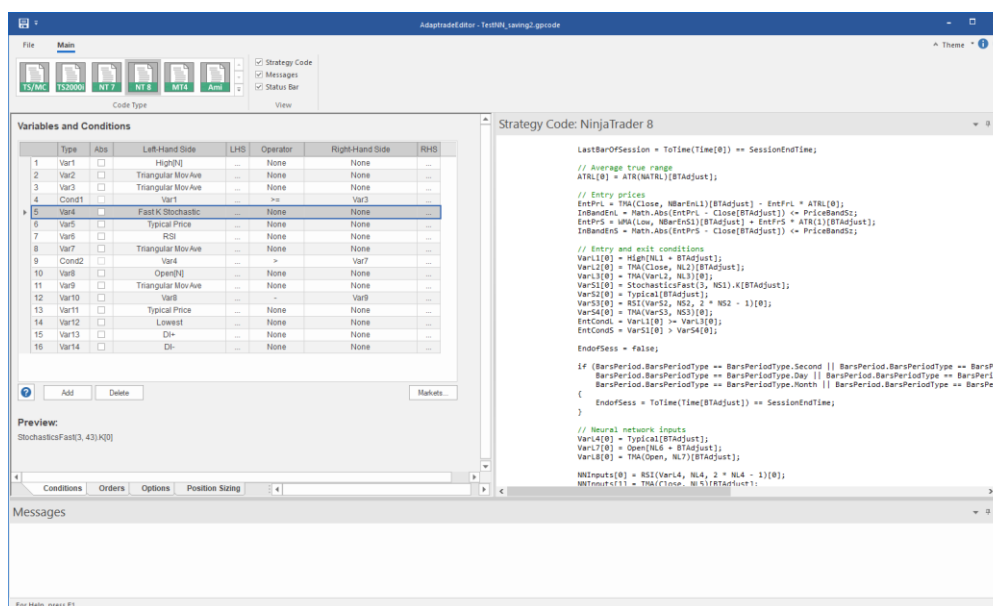 AdaptradeEditor - TestNN_saving2.gpcode
File Main
Theme
TS/MC TS2000i NT 7 NT 8 MT4 Ami
Strategy Code
Messages
Status Bar
Code Type View
Variables and Conditions
Type Abs Left-Hand Side LHS Operator Right-Hand Side RHS
1 Var1 High[N] ... None None ...
2 Var2 Triangular Mov Ave ... None None ...
3 Var3 Triangular Mov Ave ... None None ...
4 Cond1 Var1 ... >= Var3 ...
5 Var4 Fast K Stochastic ... None None ...
6 Var5 Typical Price ... None None ...
7 Var6 RSI ... None None ...
8 Var7 Triangular Mov Ave ... None None ...
9 Cond2 Var4 ... > Var7 ...
10 Var8 Open[N] ... None None ...
11 Var9 Triangular Mov Ave ... None None ...
12 Var10 Var8 ... - Var9 ...
13 Var11 Typical Price ... None None ...
14 Var12 Lowest ... None None ...
15 Var13 DI+ ... None None ...
16 Var14 DI- ... None None ...
Add Delete Markets...
Preview:
StochasticsFast(3, 43).K[0]
Conditions Orders Options Position Sizing
Strategy Code: NinjaTrader 8
LastBarOfSession = ToTime(Time[0]) == SessionEndTime;
// Average true range
ATRL[0] = ATR(NATRL)[BTAdjust];
// Entry prices
EntPrL = TMA(Close, NBarEnL1)[BTAdjust] - EntFrL * ATRL[0];
InBandEnL = Math.Abs(EntPrL - Close[BTAdjust]) <= PriceBandSz;
EntPrS = WMA(Low, NBarEnS1)[BTAdjust] + EntFrS * ATR(1)[BTAdjust];
InBandEnS = Math.Abs(EntPrS - Close[BTAdjust]) <= PriceBandSz;
// Entry and exit conditions
VarL1[0] = High[NL1 + BTAdjust];
VarL2[0] = TMA(Close, NL2)[BTAdjust];
VarL3[0] = TMA(VarL2, NL3)[0];
VarS1[0] = StochasticsFast(3, NS1).K[BTAdjust];
VarS2[0] = Typical[BTAdjust];
VarS3[0] = RSI(VarS2, NS2, 2 * NS2 - 1)[0];
VarS4[0] = TMA(VarS3, NS3)[0];
EntCondL = VarL1[0] >= VarL3[0];
EntCondS = VarS1[0] > VarS4[0];
EndofSess = false;
if (BarsPeriod.BarsPeriodType == BarsPeriodType.Second || BarsPeriod.BarsPeriodType == BarsP
BarsPeriod.BarsPeriodType == BarsPeriodType.Day || BarsPeriod.BarsPeriodType == BarsPeri
BarsPeriod.BarsPeriodType == BarsPeriodType.Month || BarsPeriod.BarsPeriodType == BarsPe
{
EndofSess = ToTime(Time[BTAdjust]) == SessionEndTime;
}
// Neural network inputs
VarL4[0] = Typical[BTAdjust];
VarL7[0] = Open[NL6 + BTAdjust];
VarL8[0] = TMA(Open, NL7)[BTAdjust];
NNInputs[0] = RSI(VarL4, NL4, 2 * NL4 - 1)[0];
NNInputs[1] = TMA(Close, NL5)[BTAdjust];
Messages
For Help, press F1